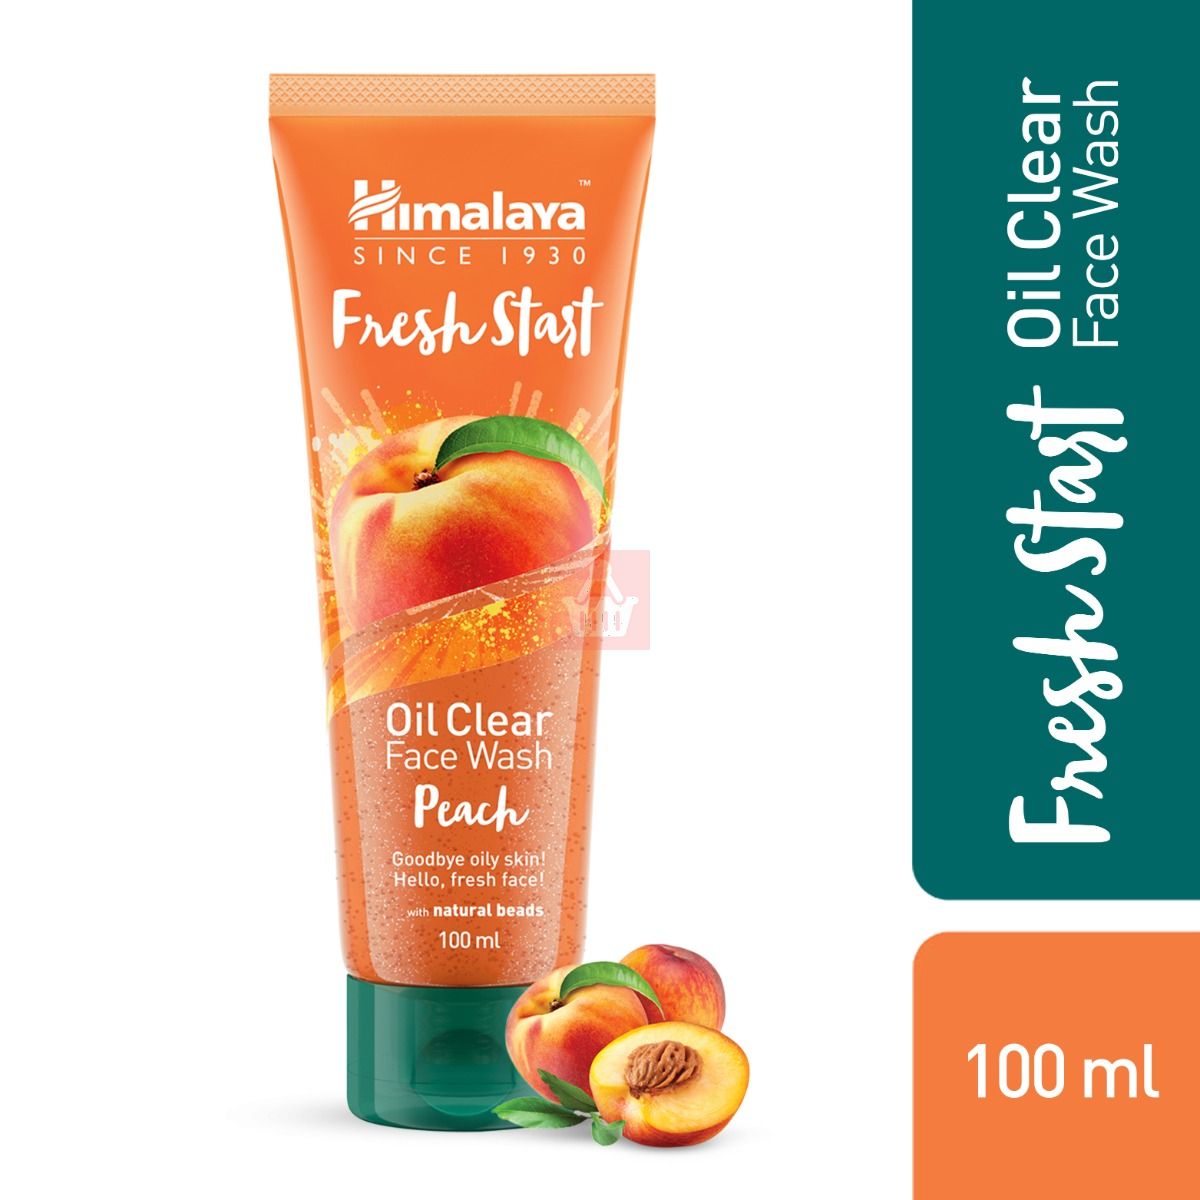 Himalaya™
SINCE 1930
Fresh Start
Oil Clear
Face Wash
Peach
Goodbye oily skin!
Hello, fresh face!
with natural beads
100 ml
Fresh Start Oil Clear
Face Wash
100 ml